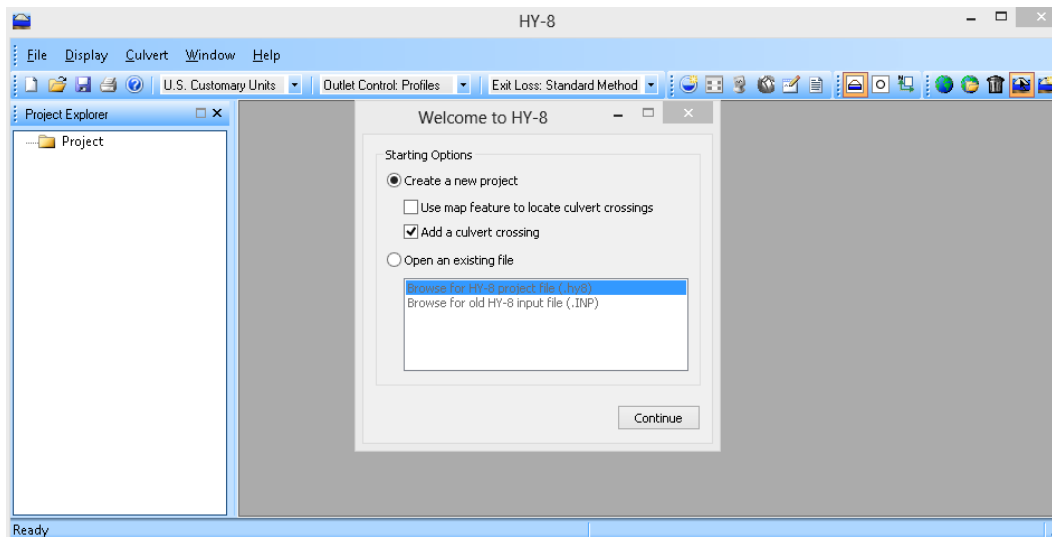 HY-8
File Display Culvert Window Help
U.S. Customary Units Outlet Control: Profiles Exit Loss: Standard Method
Project Explorer
Project
Welcome to HY-8
Starting Options
Create a new project
Use map feature to locate culvert crossings
Add a culvert crossing
Open an existing file
Browse for HY-8 project file (.hy8)
Browse for old HY-8 input file (.INP)
Continue
Ready